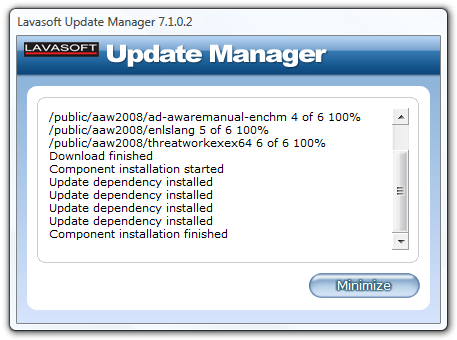 Lavasoft Update Manager 7.1.0.2
LAVASOFT Update Manager
/public/aaw2008/ad-awaremanual-enchm 4 of 6 100%
/public/aaw2008/enlslang 5 of 6 100%
/public/aaw2008/threatworkexex64 6 of 6 100%
Download finished
Component installation started
Update dependency installed
Update dependency installed
Update dependency installed
Update dependency installed
Component installation finished
Minimize